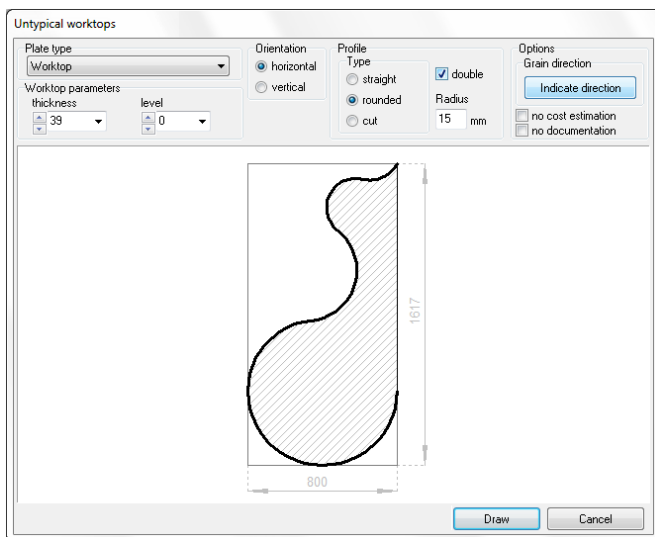 Untypical worktops
Plate type
Worktop
Worktop parameters
thickness
level
39
0
Orientation
horizontal
vertical
Profile
Type
straight
rounded
cut
double
Radius
15 mm
Options
Grain direction
Indicate direction
no cost estimation
no documentation
1617
800
Draw
Cancel